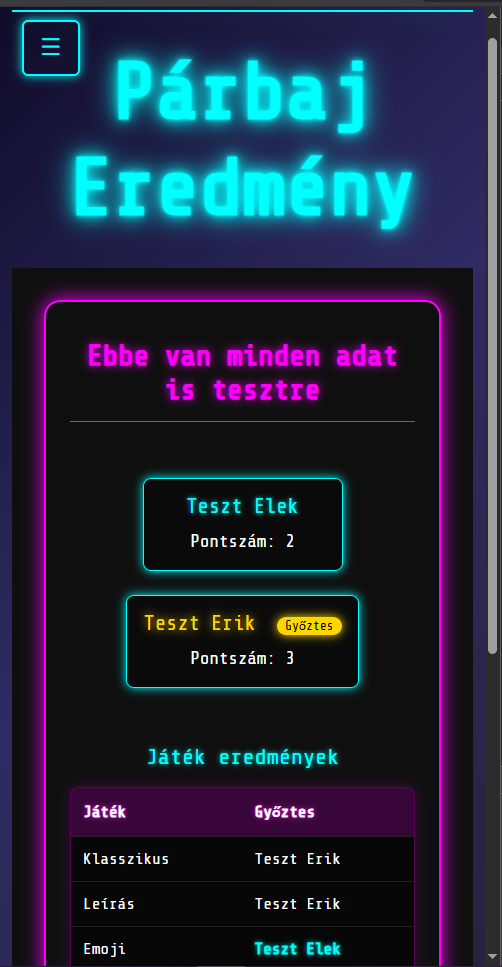 ☰
Párbaj
Eredmény
Ebbe van minden adat
is tesztre
Teszt Elek
Pontszám: 2
Teszt Erik Győztes
Pontszám: 3
Játék eredmények
Játék Győztes
Klasszikus Teszt Erik
Leírás Teszt Erik
Emoji Teszt Elek